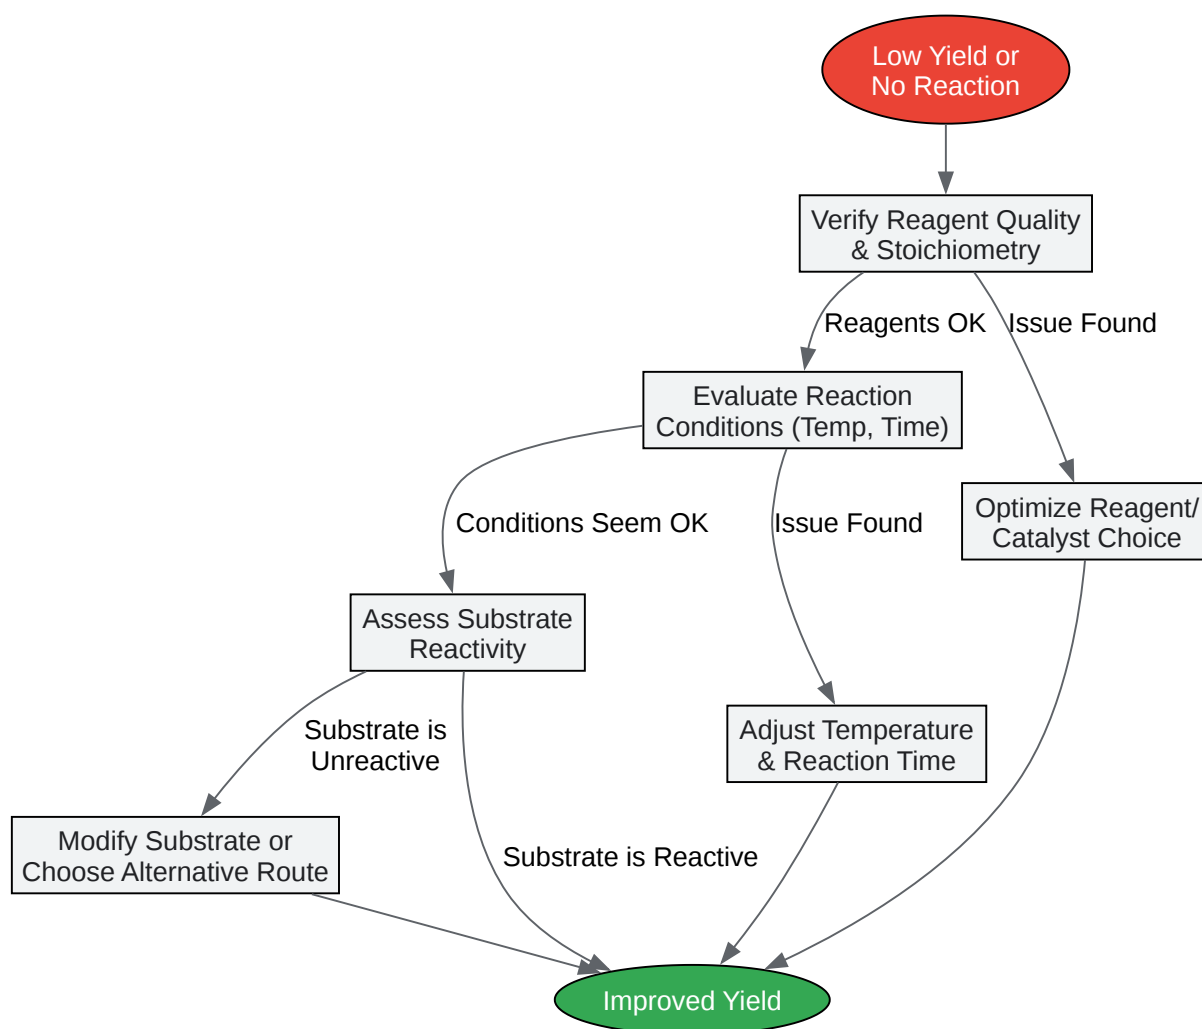 Low Yield or
No Reaction
Verify Reagent Quality
& Stoichiometry
Reagents OK
Issue Found
Evaluate Reaction
Conditions (Temp, Time)
Optimize Reagent/
Catalyst Choice
Conditions Seem OK
Issue Found
Assess Substrate
Reactivity
Substrate is
Unreactive
Adjust Temperature
& Reaction Time
Modify Substrate or
Choose Alternative Route
Substrate is Reactive
Improved Yield